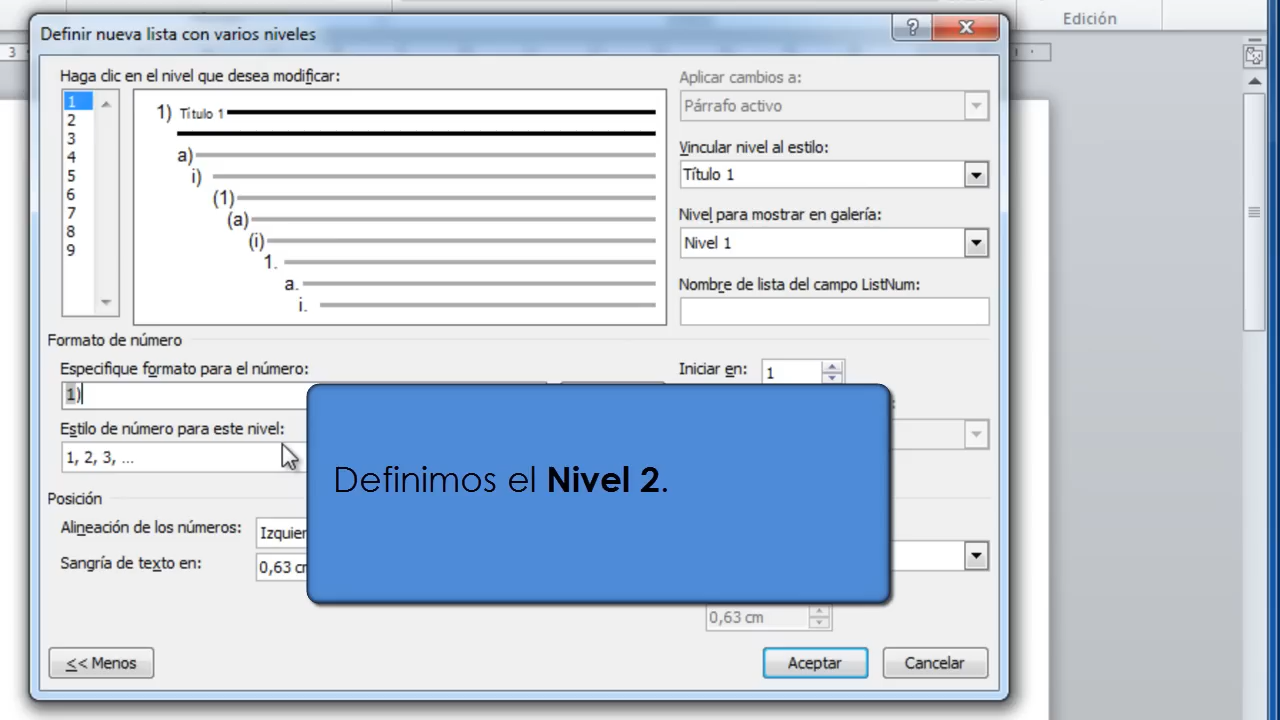 Edición
Definir nueva lista con varios niveles
3
Haga clic en el nivel que desea modificar:
1
2
3
4
5
6
7
8
9
1) Título 1
a)
i)
(1)
(a)
(i)
1.
a.
i.
Aplicar cambios a:
Párrafo activo
Vincular nivel al estilo:
Título 1
Nivel para mostrar en galería:
Nivel 1
Nombre de lista del campo ListNum:
Formato de número
Especifique formato para el número:
1)
Iniciar en: 1
Estilo de número para este nivel:
1, 2, 3, ...
Definimos el Nivel 2.
Posición
Alineación de los números:
Sangría de texto en: 0,63
0,63 cm
<< Menos
Aceptar
Cancelar